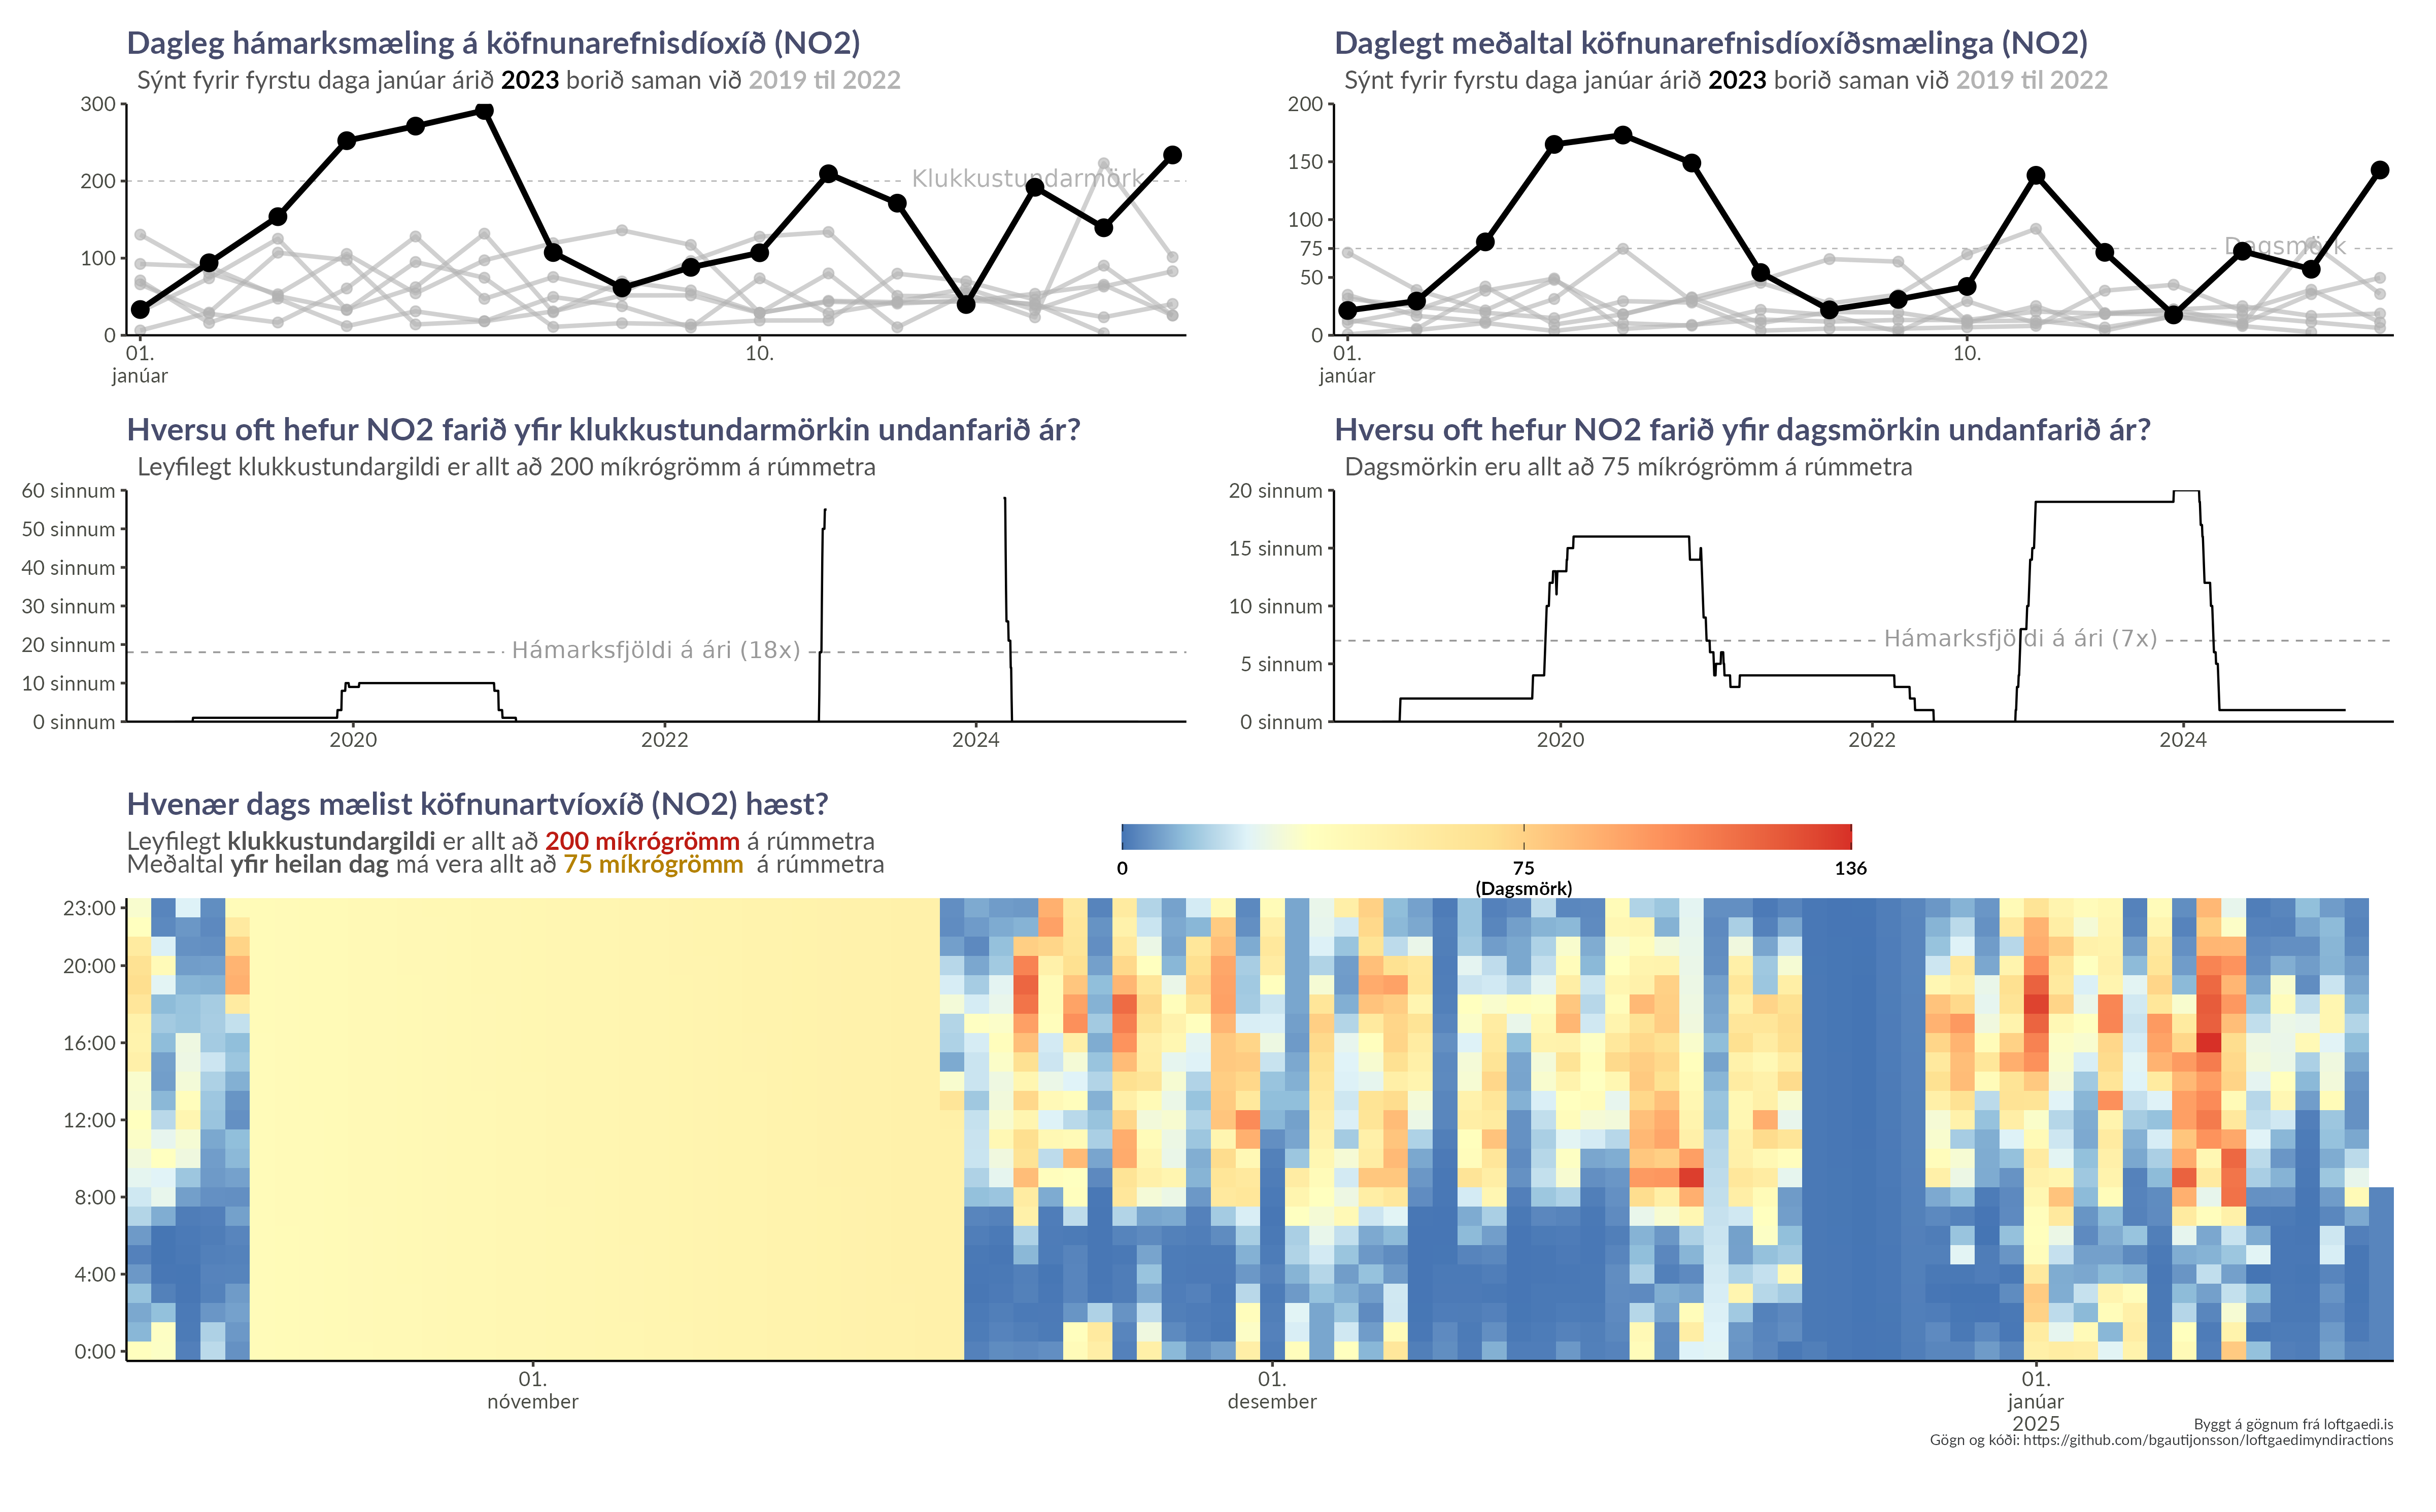 Dagleg hámarksmæling á köfnunarefnisdíoxíð (NO2)
Sýnt fyrir fyrstu daga janúar árið 2023 borið saman við 2019 til 2022
300
200
100
0
Klukkustundarmörk
01.
janúar
10.
Daglegt meðaltal köfnunarefnisdíoxíðsmælinga (NO2)
Sýnt fyrir fyrstu daga janúar árið 2023 borið saman við 2019 til 2022
200
150
100
75
50
0
Dagsmörk
01.
janúar
10.
Hversu oft hefur NO2 farið yfir klukkustundarmörkin undanfarið ár?
Leyfilegt klukkustundargildi er allt að 200 míkrógrömm á rúmmetra
60 sinnum
50 sinnum
40 sinnum
30 sinnum
20 sinnum
10 sinnum
0 sinnum
Hámarksfjöldi á ári (18x)
2020
2022
2024
Hversu oft hefur NO2 farið yfir dagsmörkin undanfarið ár?
Dagsmörkin eru allt að 75 míkrógrömm á rúmmetra
20 sinnum
15 sinnum
10 sinnum
5 sinnum
0 sinnum
Hámarksfjöldi á ári (7x)
2020
2022
2024
Hvenær dags mælist köfnunartvíoxíð (NO2) hæst?
Leyfilegt klukkustundargildi er allt að 200 míkrógrömm á rúmmetra
Meðaltal yfir heilan dag má vera allt að 75 míkrógrömm á rúmmetra
0
75
(Dagsmörk)
136
23:00
20:00
16:00
12:00
8:00
4:00
0:00
01.
nóvember
01.
desember
01.
janúar
2025
Byggt á gögnum frá loftgaedi.is
Gögn og kóði: https://github.com/bgautijonsson/loftgaedimyndiractions